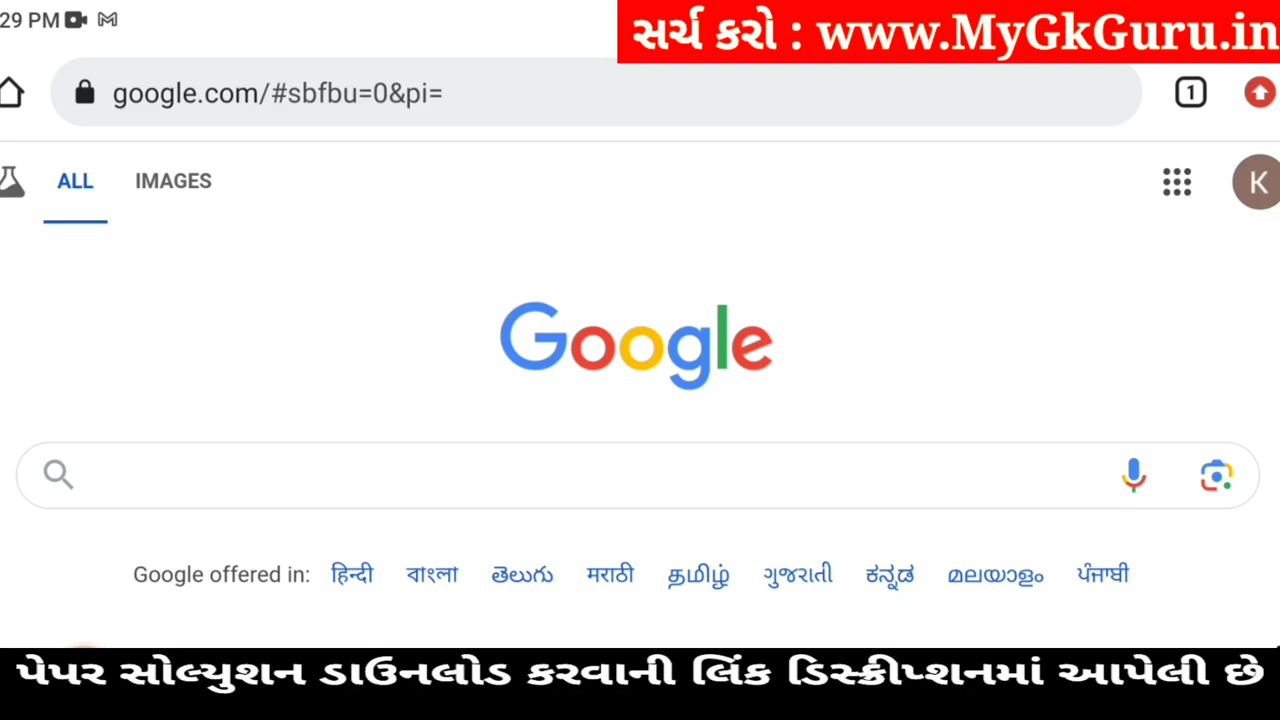 29 PM
સર્ચ કરો : www.MyGkGuru.in
google.com/#sbfbu=0&pi=
1
ALL IMAGES
K
Google
Google offered in: हिन्दी বাংলা తెలుగు मराठी தமிழ் ગુજરાતી ಕನ್ನಡ മലയാളം ਪੰਜਾਬੀ
પેપર સોલ્યુશન ડાઉનલોડ કરવાની લિંક ડિસ્ક્રીપ્શનમાં આપેલી છે